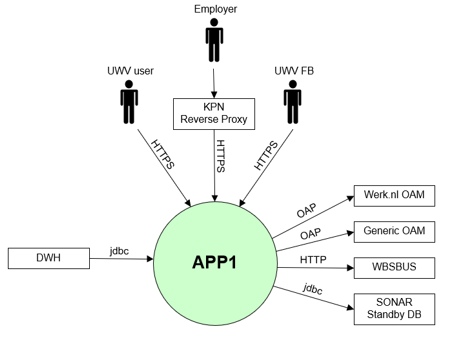 Employer
UWV user
UWV FB
KPN
Reverse Proxy
HTTPS
HTTPS
HTTPS
OAP
Werk.nl OAM
OAP
Generic OAM
DWH
jdbc
APP1
HTTP
WBSBUS
jdbc
SONAR
Standby DB